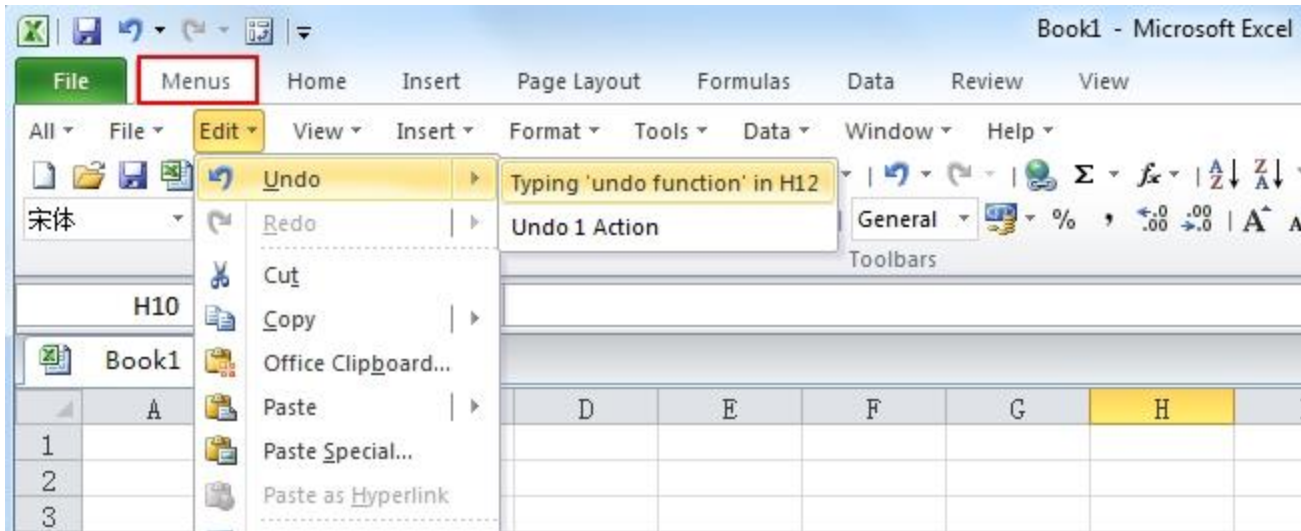 Book1 - Microsoft Excel
File Menus Home Insert Page Layout Formulas Data Review View
All File Edit View Insert Format Tools Data Window Help
Undo Typing 'undo function' in H12
宋体 Redo Undo 1 Action General % , A A
Toolbars
Cut
H10 Copy
Book1 Office Clipboard...
A Paste D E F G H
1 Paste Special...
2 Paste as Hyperlink
3